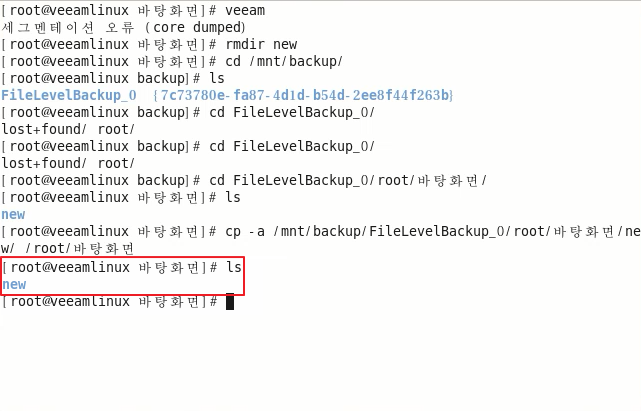 [root@veeamlinux 바탕화면]# veeam
세그멘테이션 오류 (core dumped)
[root@veeamlinux 바탕화면]# rmdir new
[root@veeamlinux 바탕화면]# cd /mnt/backup/
[root@veeamlinux backup]# ls
FileLevelBackup_0  {7c73780e-fa87-4d1d-b54d-2ee8f44f263b}
[root@veeamlinux backup]# cd FileLevelBackup_0/
lost+found/ root/
[root@veeamlinux backup]# cd FileLevelBackup_0/
lost+found/ root/
[root@veeamlinux backup]# cd FileLevelBackup_0/root/바탕화면/
[root@veeamlinux 바탕화면]# ls
new
[root@veeamlinux 바탕화면]# cp -a /mnt/backup/FileLevelBackup_0/root/바탕화면/ne
w/ /root/바탕화면
[root@veeamlinux 바탕화면]# ls
new
[root@veeamlinux 바탕화면]#